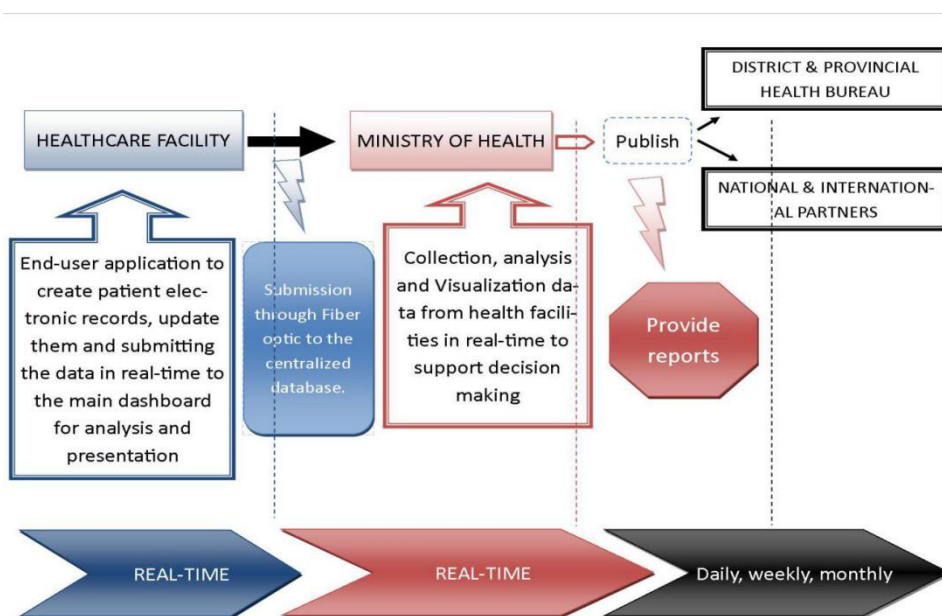 DISTRICT & PROVINCIAL
HEALTH BUREAU
HEALTHCARE FACILITY
MINISTRY OF HEALTH
Publish
NATIONAL & INTERNATION-
AL PARTNERS
End-user application to
create patient elec-
tronic records, update
them and submitting
the data in real-time to
the main dashboard
for analysis and
presentation
Submission
through Fiber
optic to the
centralized
database.
Collection, analysis
and Visualization da-
ta from health facili-
ties in real-time to
support decision
making
Provide
reports
REAL-TIME
REAL-TIME
Daily, weekly, monthly